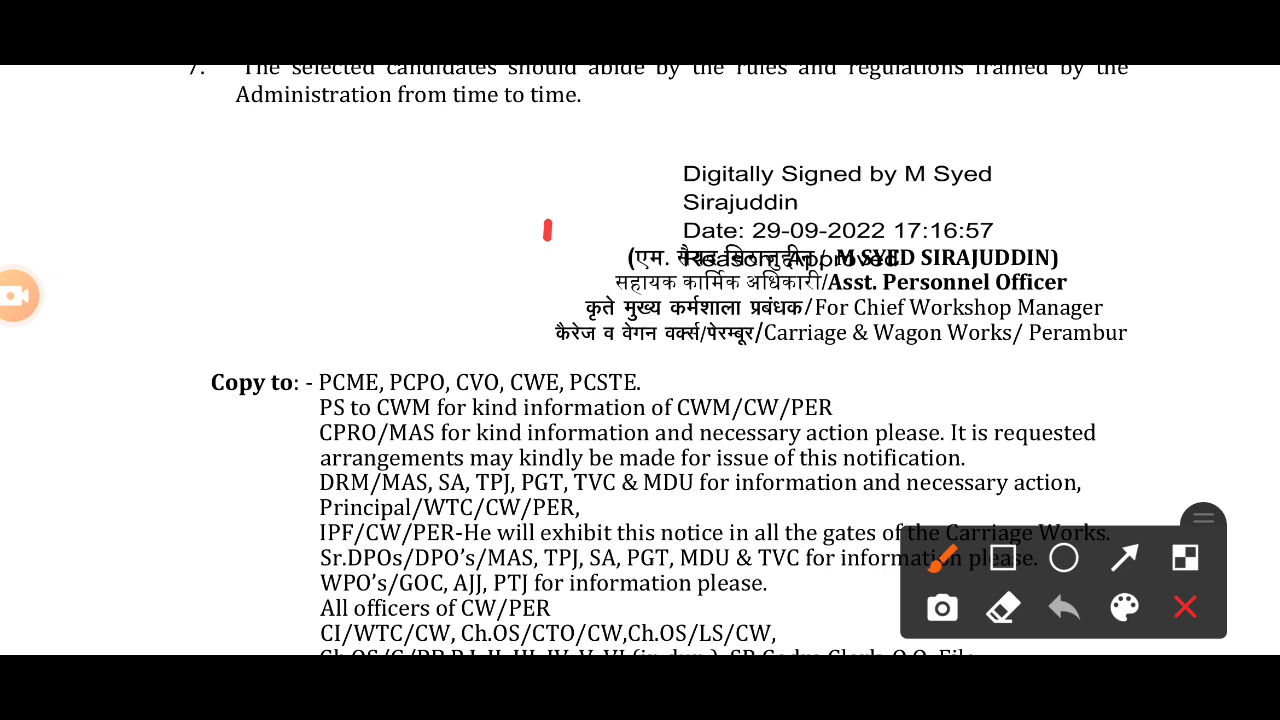 7. The selected candidates should abide by the rules and regulations framed by the
Administration from time to time.
Digitally Signed by M Syed
Sirajuddin
Date: 29-09-2022 17:16:57
Reason: Approved
(एम. सैयद सिराजुद्दीन/ M SYED SIRAJUDDIN)
सहायक कार्मिक अधिकारी/Asst. Personnel Officer
कृते मुख्य कर्मशाला प्रबंधक/For Chief Workshop Manager
कैरेज व वेगन वर्क्स/पेरम्बूर/Carriage & Wagon Works/ Perambur
Copy to: - PCME, PCPO, CVO, CWE, PCSTE.
PS to CWM for kind information of CWM/CW/PER
CPRO/MAS for kind information and necessary action please. It is requested
arrangements may kindly be made for issue of this notification.
DRM/MAS, SA, TPJ, PGT, TVC & MDU for information and necessary action,
Principal/WTC/CW/PER,
IPF/CW/PER-He will exhibit this notice in all the gates of the Carriage Works.
Sr.DPOs/DPO's/MAS, TPJ, SA, PGT, MDU & TVC for information please.
WPO's/GOC, AJJ, PTJ for information please.
All officers of CW/PER
CI/WTC/CW, Ch.OS/CTO/CW,Ch.OS/LS/CW,